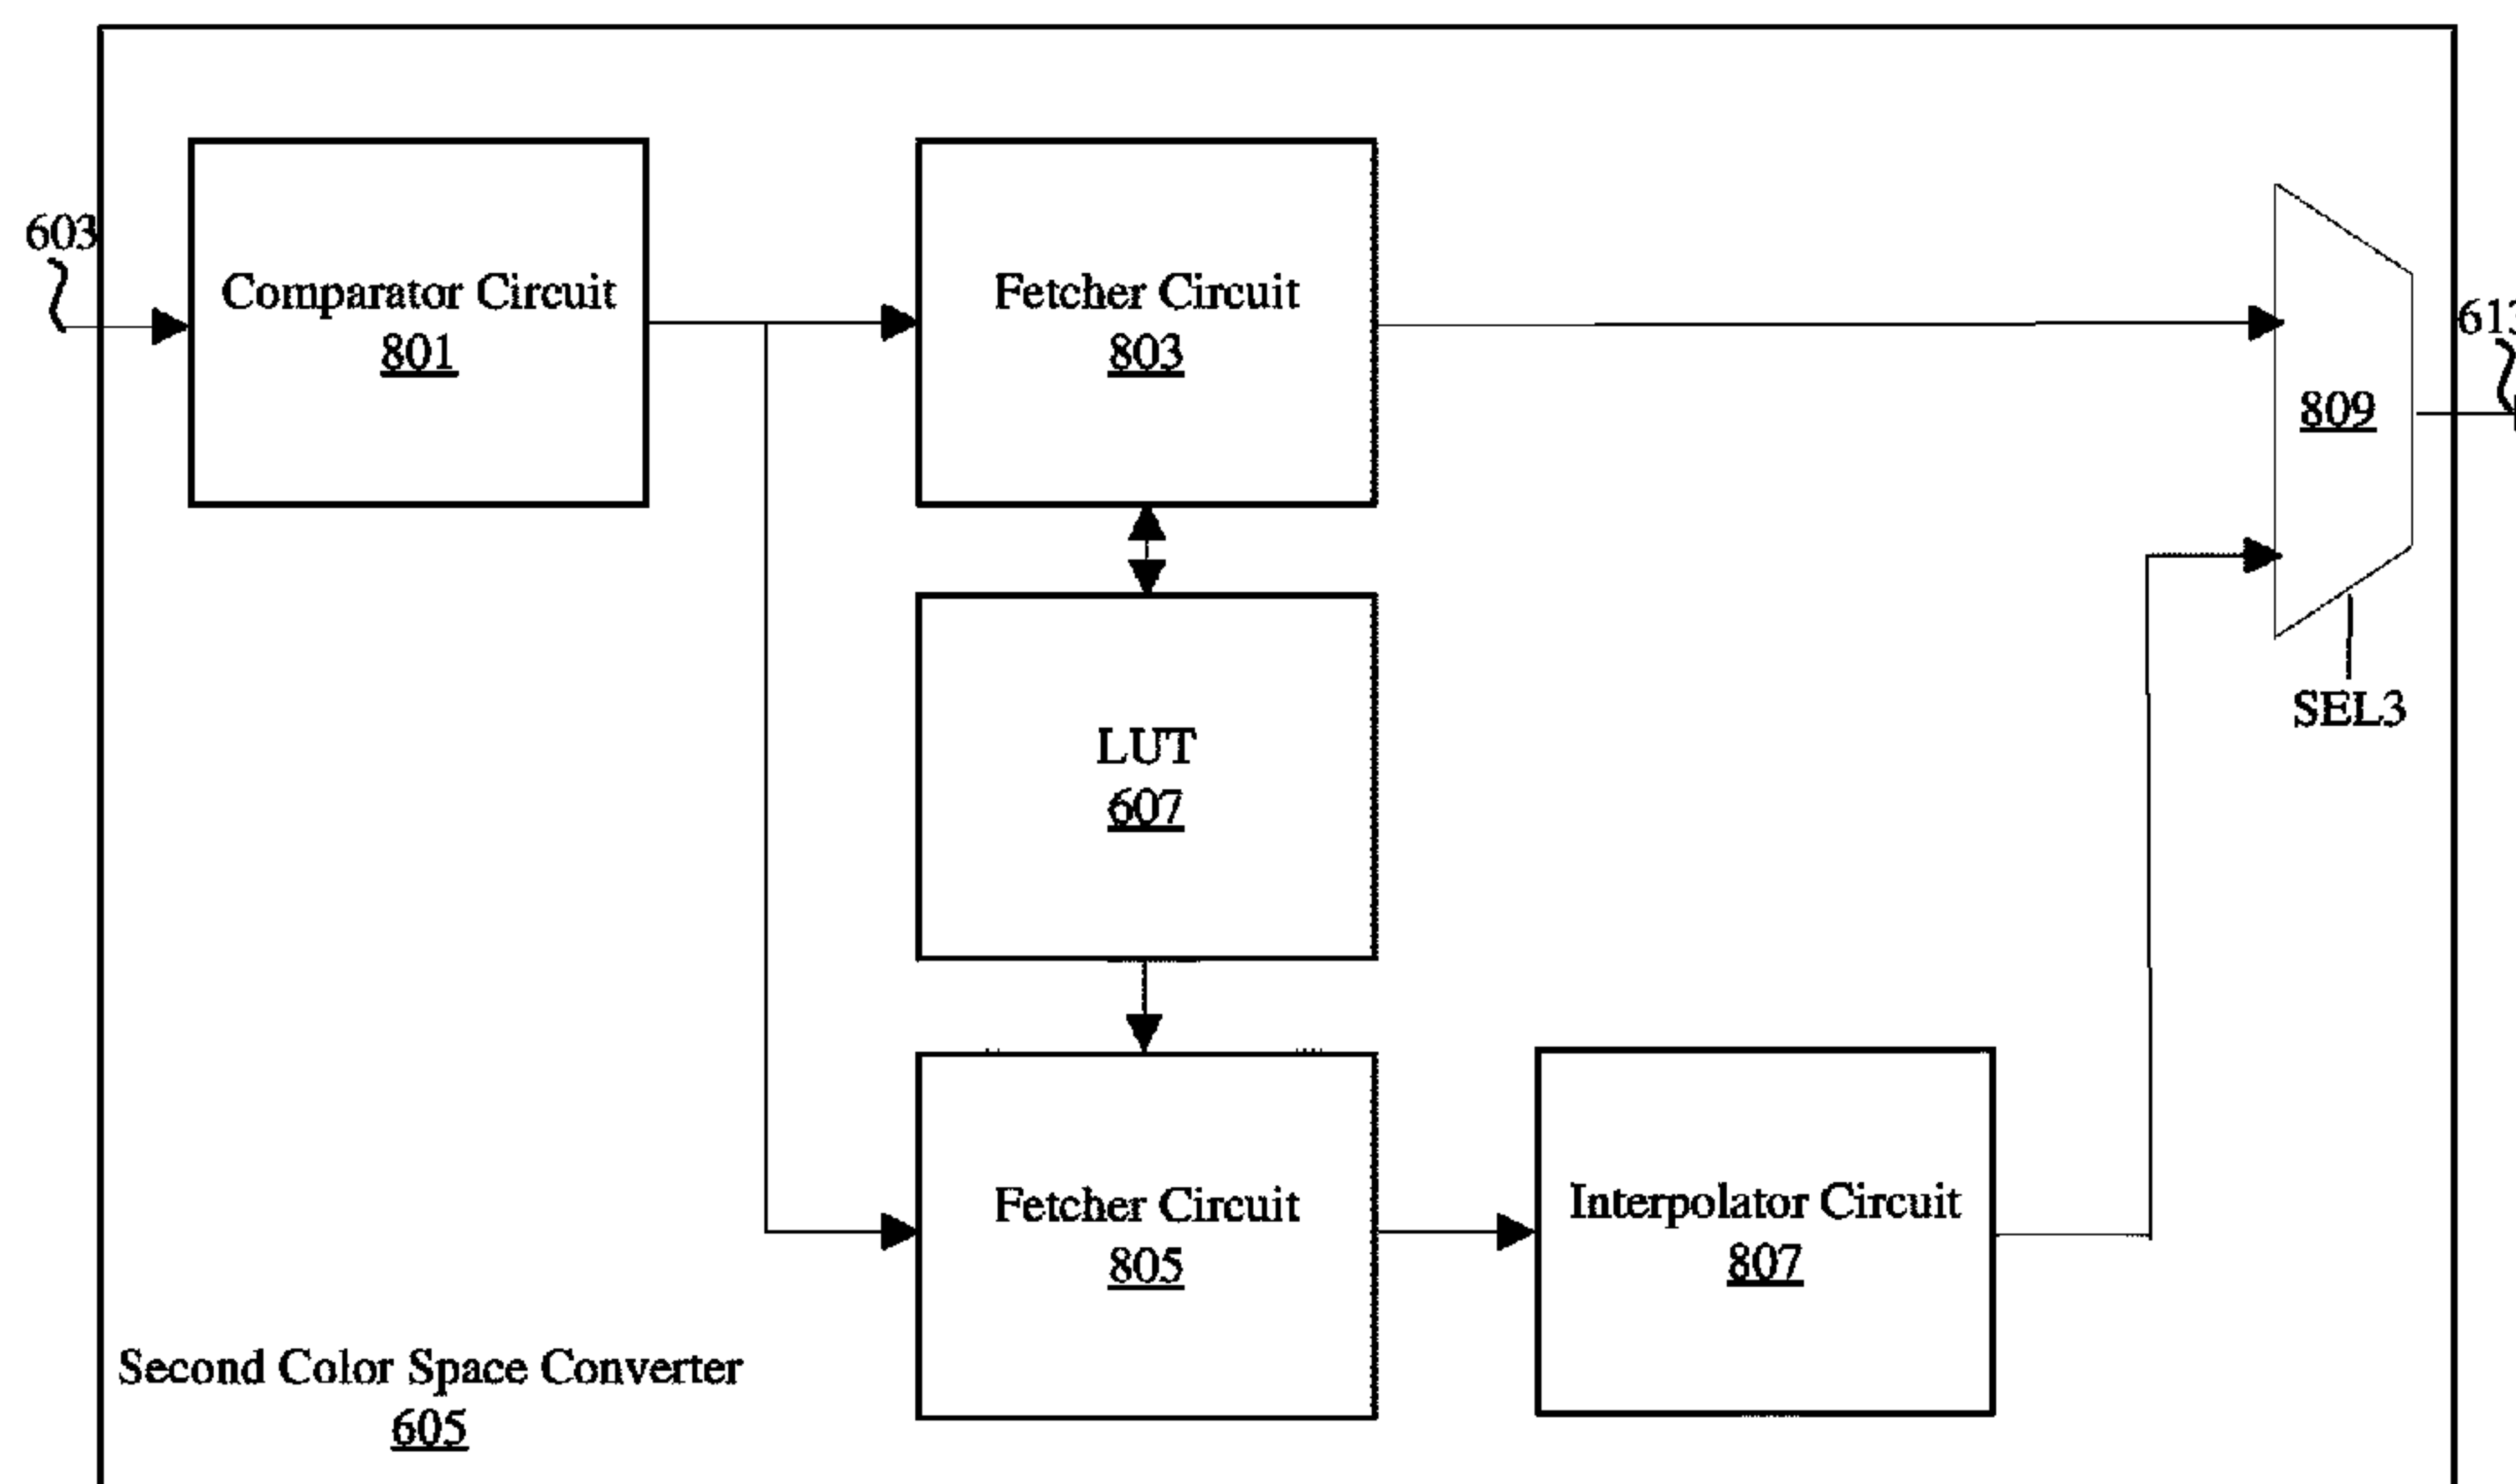 603
Comparator Circuit
801
Fetcher Circuit
803
809
613
SEL3
LUT
607
Fetcher Circuit
805
Interpolator Circuit
807
Second Color Space Converter
605